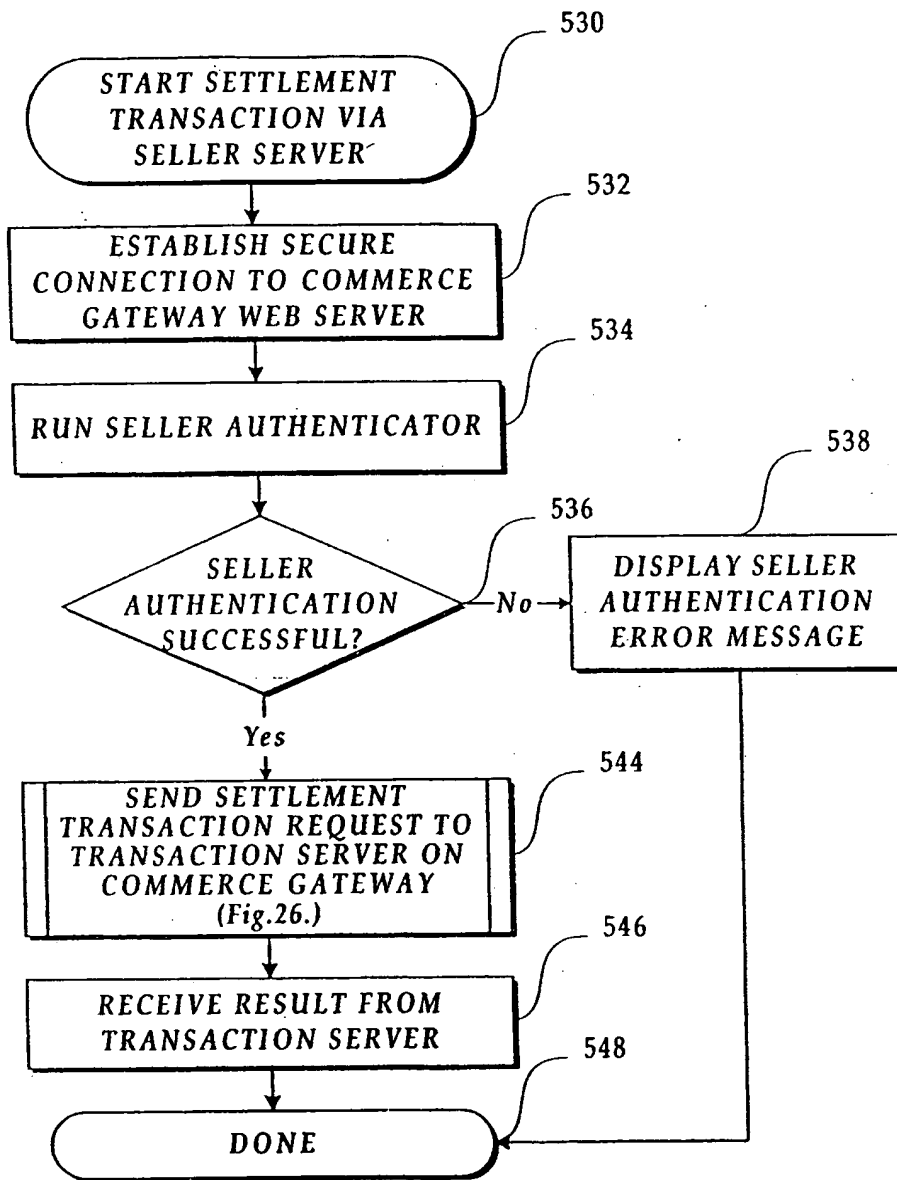 530
START SETTLEMENT
TRANSACTION VIA
SELLER SERVER
532
ESTABLISH SECURE
CONNECTION TO COMMERCE
GATEWAY WEB SERVER
534
RUN SELLER AUTHENTICATOR
536
SELLER
AUTHENTICATION
SUCCESSFUL?
No
538
DISPLAY SELLER
AUTHENTICATION
ERROR MESSAGE
Yes
544
SEND SETTLEMENT
TRANSACTION REQUEST TO
TRANSACTION SERVER ON
COMMERCE GATEWAY
(Fig.26.)
546
RECEIVE RESULT FROM
TRANSACTION SERVER
548
DONE